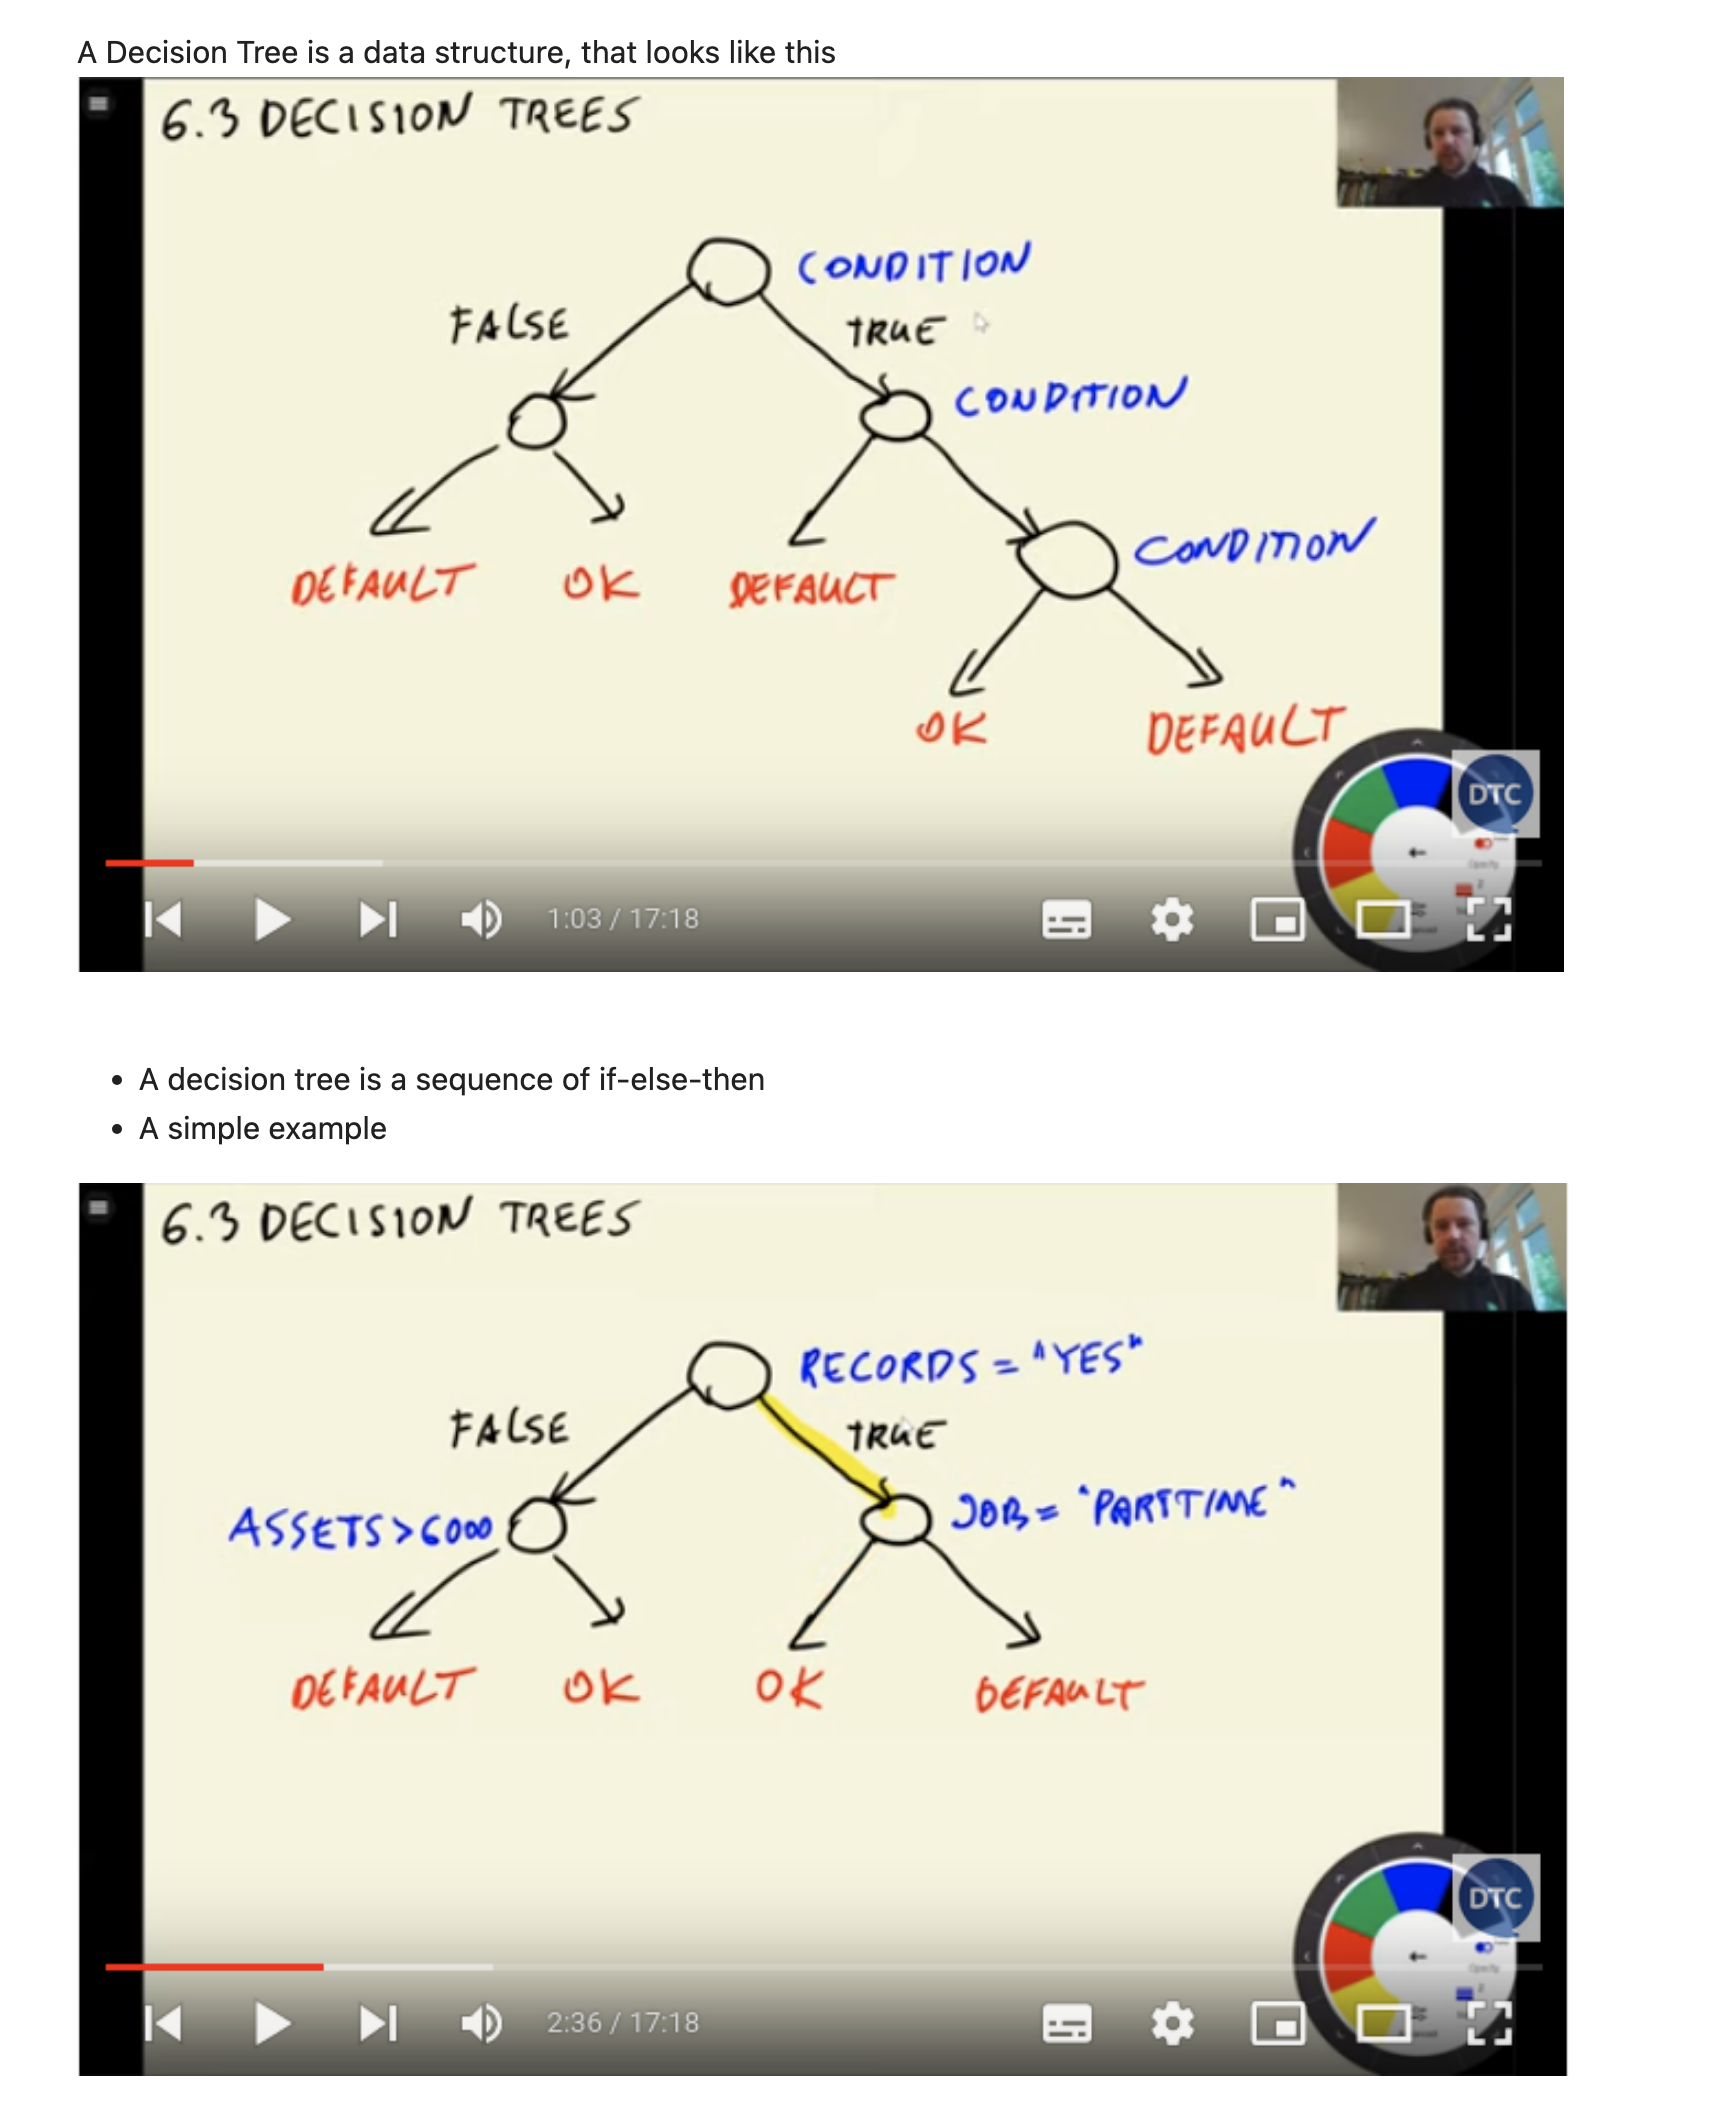 A Decision Tree is a data structure, that looks like this
6.3 DECISION TREES
CONDITION
FALSE
TRUE
CONDITION
CONDITION
DEFAULT OK DEFAULT
OK DEFAULT
DTC
1:03 / 17:18
• A decision tree is a sequence of if-else-then
• A simple example
6.3 DECISION TREES
RECORDS = "YES"
FALSE
TRUE
ASSETS > 6000
JOB = "PARTTIME"
DEFAULT OK OK DEFAULT
DTC
2:36 / 17:18